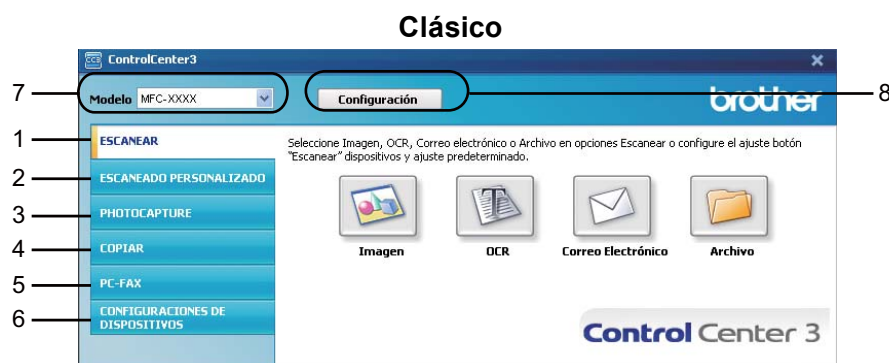 Clásico
ControlCenter3
7
Modelo MFC-XXXX
Configuración
8
brother
1
ESCANEAR
Seleccione Imagen, OCR, Correo electrónico o Archivo en opciones Escanear o configure el ajuste botón
"Escanear" dispositivos y ajuste predeterminado.
2
ESCANEADO PERSONALIZADO
3
PHOTOCAPTURE
4
COPIAR
Imagen
OCR
Correo Electrónico
Archivo
5
PC-FAX
6
CONFIGURACIONES DE
DISPOSITIVOS
Control Center 3